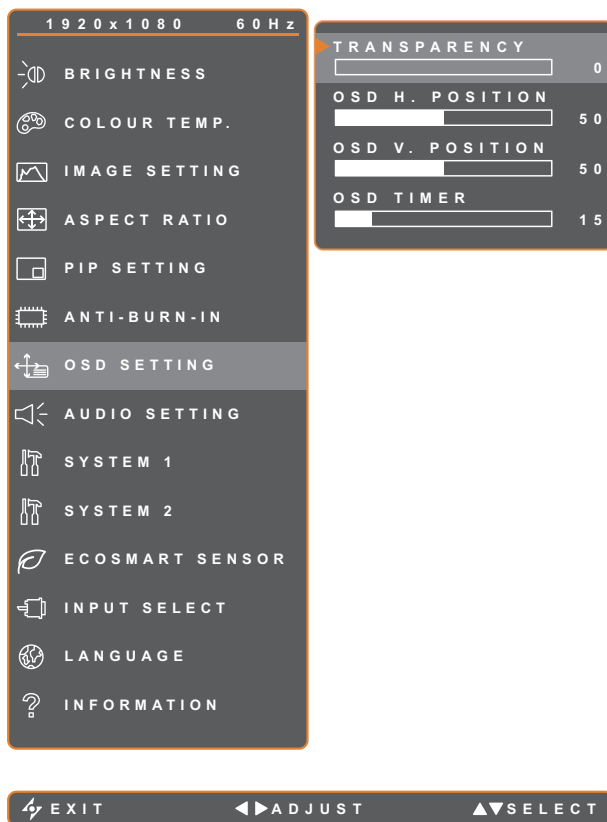 1920x1080 60Hz
BRIGHTNESS
COLOUR TEMP.
IMAGE SETTING
ASPECT RATIO
PIP SETTING
ANTI-BURN-IN
OSD SETTING
AUDIO SETTING
SYSTEM 1
SYSTEM 2
ECOSMART SENSOR
INPUT SELECT
LANGUAGE
INFORMATION
TRANSPARENCY
0
OSD H. POSITION
50
OSD V. POSITION
50
OSD TIMER
15
EXIT ADJUST SELECT